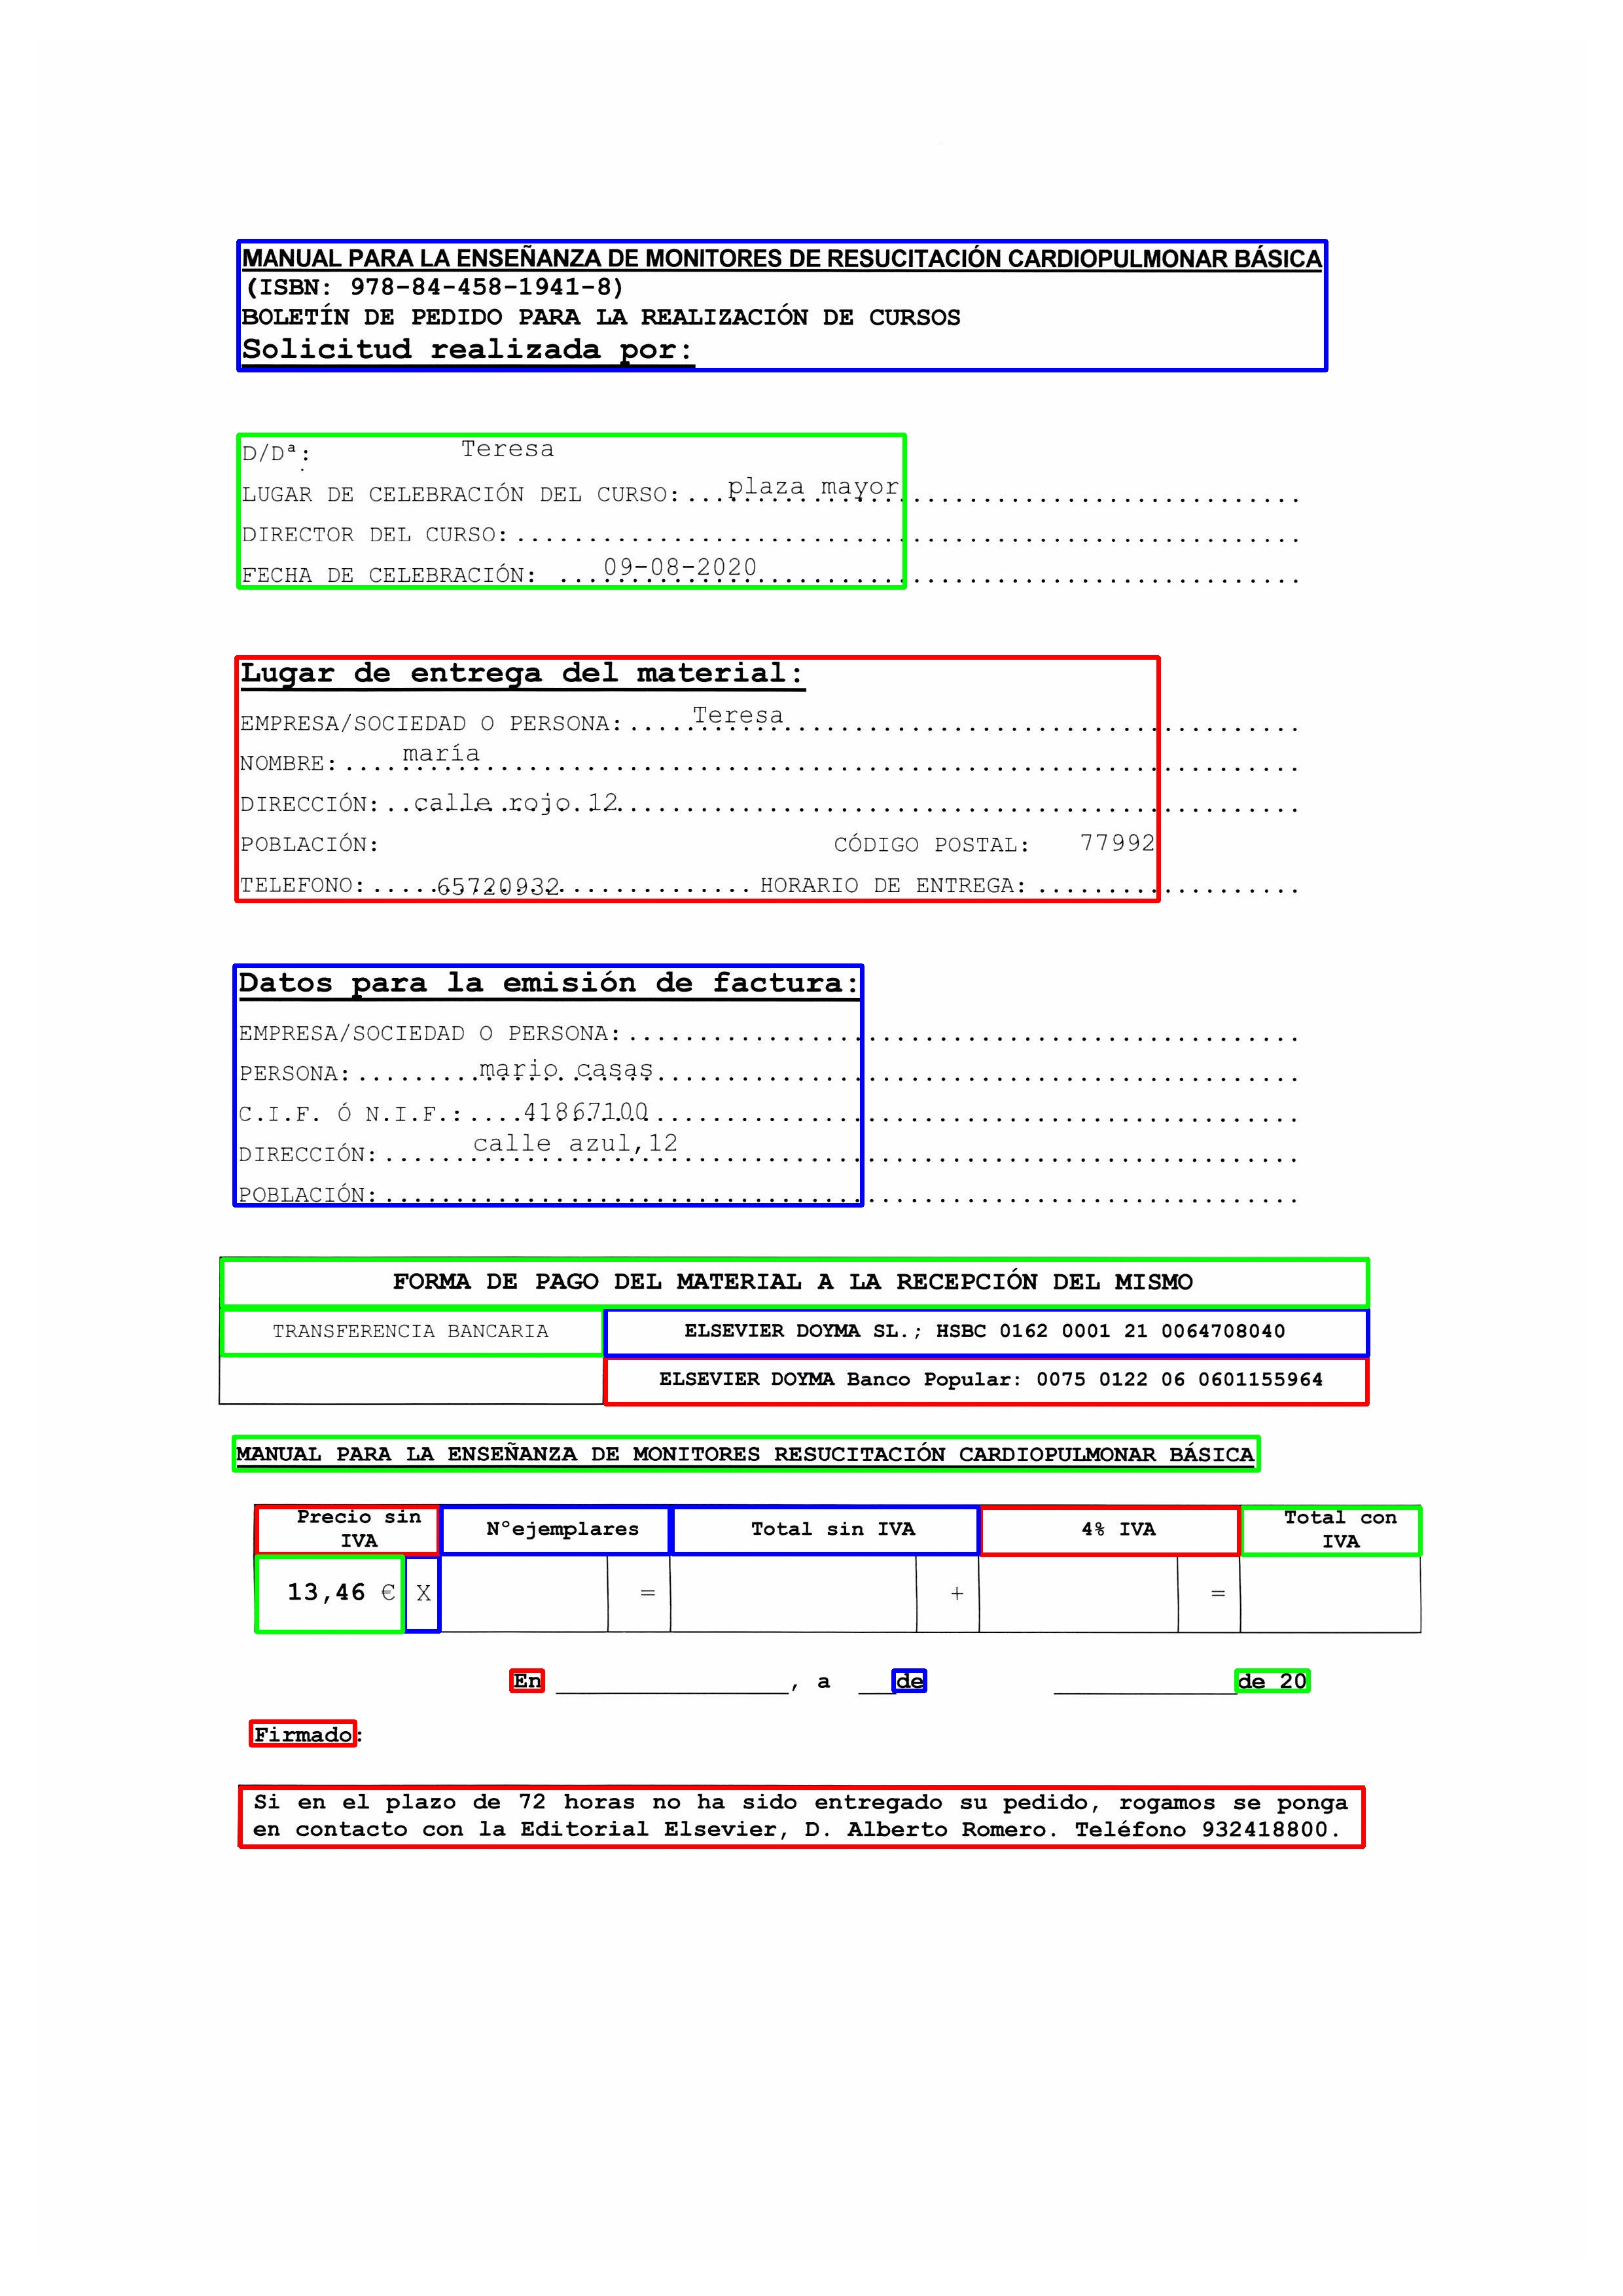 MANUAL PARA LA ENSEÑANZA DE MONITORES DE RESUCITACIÓN CARDIOPULMONAR BÁSICA
(ISBN: 978-84-458-1941-8)
BOLETÍN DE PEDIDO PARA LA REALIZACIÓN DE CURSOS
Solicitud realizada por:
D/Dª: Teresa
LUGAR DE CELEBRACIÓN DEL CURSO: plaza mayor
DIRECTOR DEL CURSO:
FECHA DE CELEBRACIÓN: 09-08-2020
Lugar de entrega del material:
EMPRESA/SOCIEDAD O PERSONA: Teresa
NOMBRE: maría
DIRECCIÓN: calle rojo 12
POBLACIÓN: CÓDIGO POSTAL: 77992
TELEFONO: 65720932 HORARIO DE ENTREGA:
Datos para la emisión de factura:
EMPRESA/SOCIEDAD O PERSONA:
PERSONA: mario casas
C.I.F. Ó N.I.F.: 41867100
DIRECCIÓN: calle azul,12
POBLACIÓN:
FORMA DE PAGO DEL MATERIAL A LA RECEPCIÓN DEL MISMO
TRANSFERENCIA BANCARIA ELSEVIER DOYMA SL.; HSBC 0162 0001 21 0064708040
ELSEVIER DOYMA Banco Popular: 0075 0122 06 0601155964
MANUAL PARA LA ENSEÑANZA DE MONITORES RESUCITACIÓN CARDIOPULMONAR BÁSICA
Precio sin IVA N°ejemplares Total sin IVA 4% IVA Total con IVA
13,46 € X = + =
En , a de de 20
Firmado:
Si en el plazo de 72 horas no ha sido entregado su pedido, rogamos se ponga
en contacto con la Editorial Elsevier, D. Alberto Romero. Teléfono 932418800.